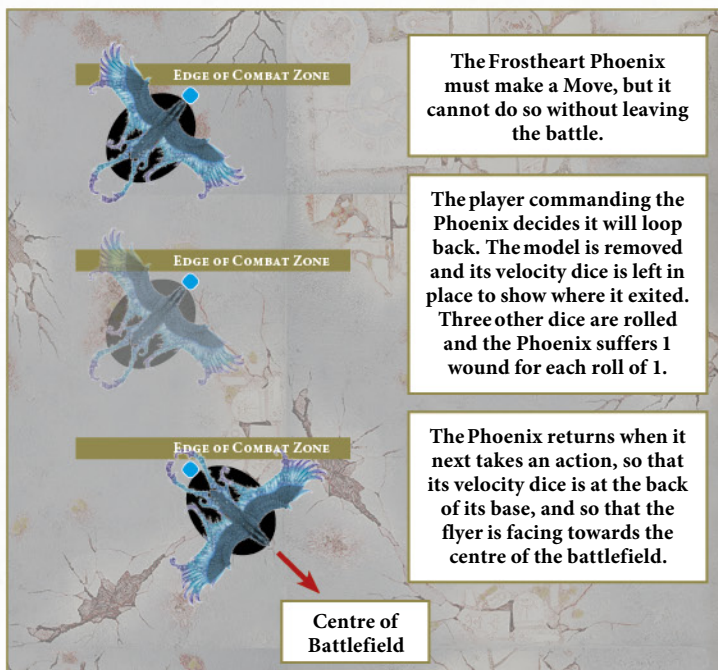 EDGE OF COMBAT ZONE
The Frostheart Phoenix
must make a Move, but it
cannot do so without leaving
the battle.
EDGE OF COMBAT ZONE
The player commanding the
Phoenix decides it will loop
back. The model is removed
and its velocity dice is left in
place to show where it exited.
Three other dice are rolled
and the Phoenix suffers 1
wound for each roll of 1.
EDGE OF COMBAT ZONE
The Phoenix returns when it
next takes an action, so that
its velocity dice is at the back
of its base, and so that the
flyer is facing towards the
centre of the battlefield.
Centre of
Battlefield